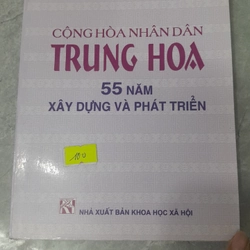 CỘNG HÒA NHÂN DÂN
TRUNG HOA
55 NĂM
XÂY DỰNG VÀ PHÁT TRIỂN
NHÀ XUẤT BẢN KHOA HỌC XÃ HỘI